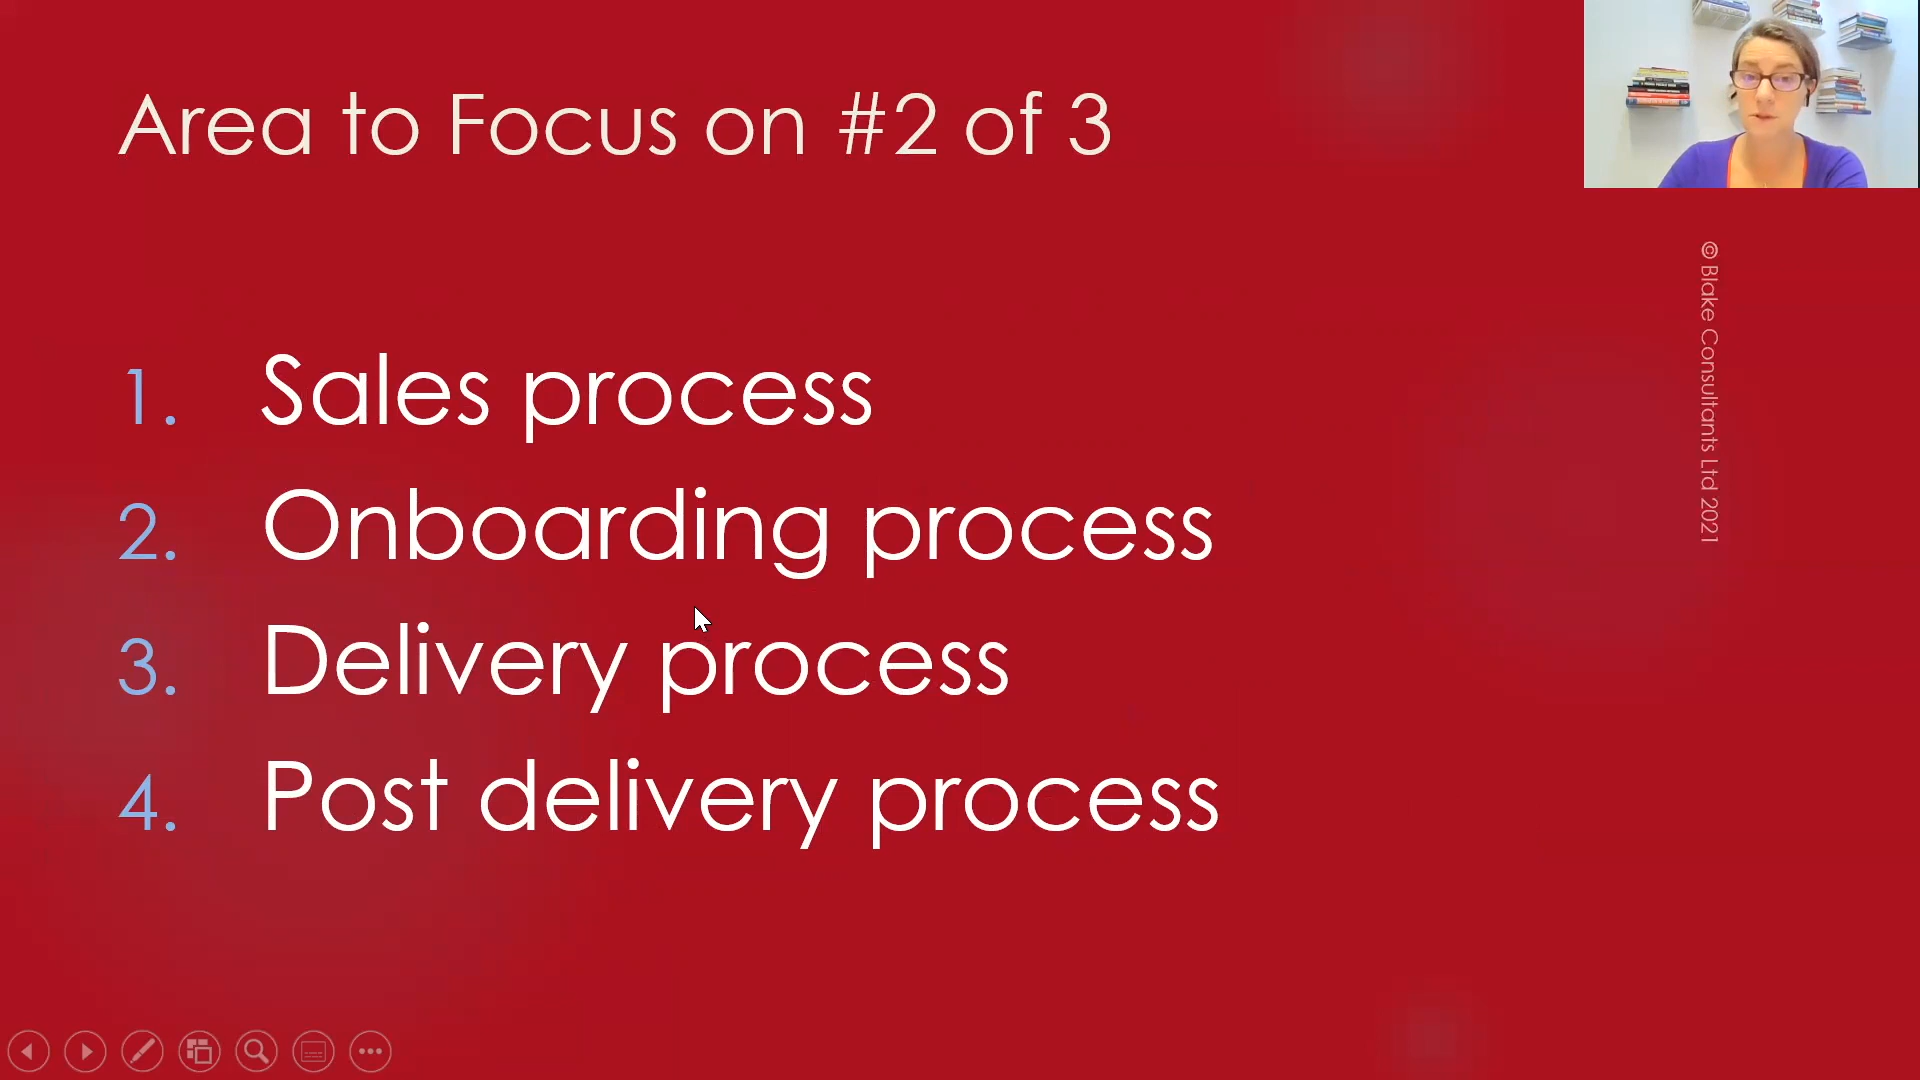 Area to Focus on #2 of 3
1. Sales process
2. Onboarding process
3. Delivery process
4. Post delivery process
© Blake Consultants Ltd 2021